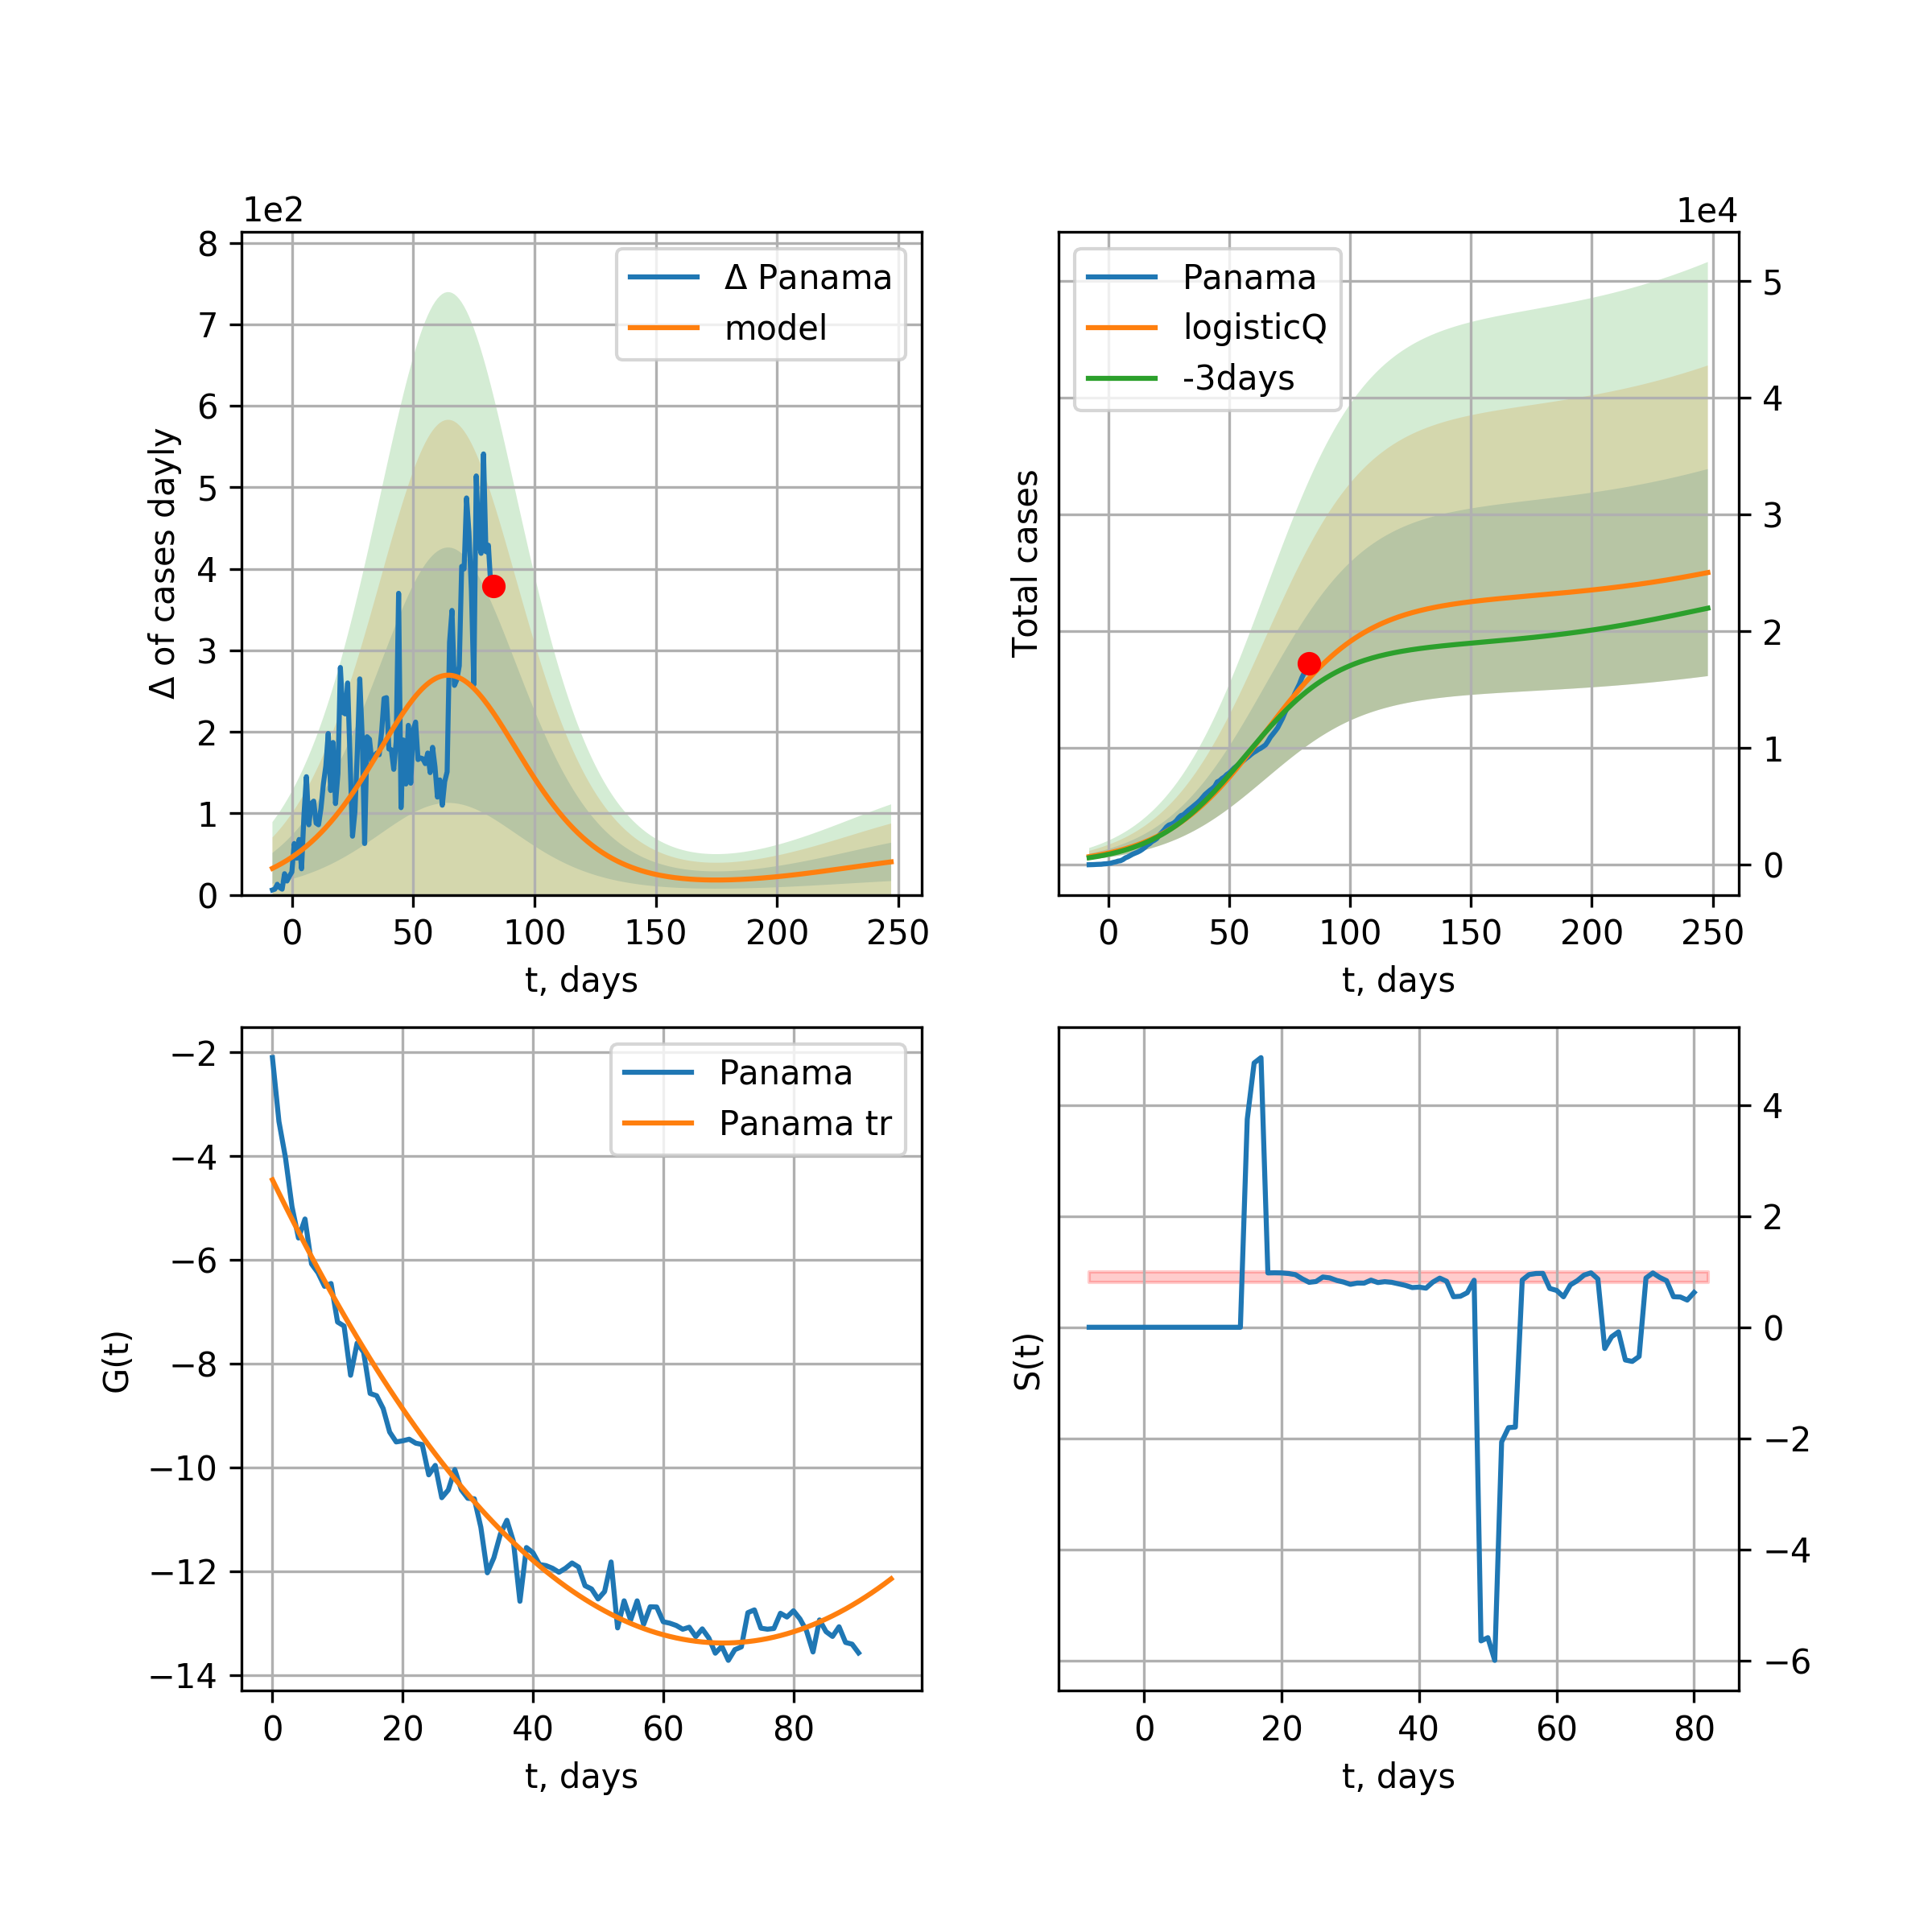 1e2
8
7
6
5
4
3
2
1
0
Δ of cases dayly
Δ Panama
model
0 50 100 150 200 250
t, days
1e4
Panama
logisticQ
-3days
Total cases
5
4
3
2
1
0
0 50 100 150 200 250
t, days
−2
−4
−6
−8
−10
−12
−14
G(t)
Panama
Panama tr
0 20 40 60 80
t, days
S(t)
4
2
0
−2
−4
−6
0 20 40 60 80
t, days